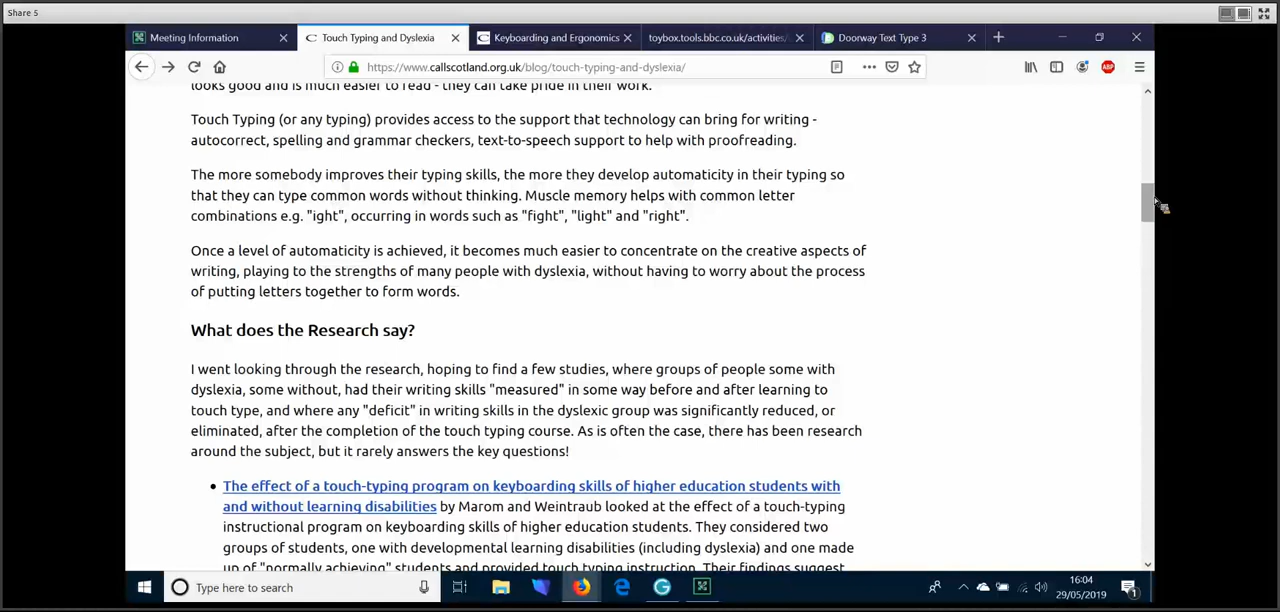 Share 5
Meeting Information
Touch Typing and Dyslexia
Keyboarding and Ergonomics
toybox.tools.bbc.co.uk/activities/
Doorway Text Type 3
https://www.callscotland.org.uk/blog/touch-typing-and-dyslexia/
ABP
looks good and is much easier to read - they can take pride in their work.
Touch Typing (or any typing) provides access to the support that technology can bring for writing -
autocorrect, spelling and grammar checkers, text-to-speech support to help with proofreading.
The more somebody improves their typing skills, the more they develop automaticity in their typing so
that they can type common words without thinking. Muscle memory helps with common letter
combinations e.g. "ight", occurring in words such as "fight", "light" and "right".
Once a level of automaticity is achieved, it becomes much easier to concentrate on the creative aspects of
writing, playing to the strengths of many people with dyslexia, without having to worry about the process
of putting letters together to form words.
What does the Research say?
I went looking through the research, hoping to find a few studies, where groups of people some with
dyslexia, some without, had their writing skills "measured" in some way before and after learning to
touch type, and where any "deficit" in writing skills in the dyslexic group was significantly reduced, or
eliminated, after the completion of the touch typing course. As is often the case, there has been research
around the subject, but it rarely answers the key questions!
• The effect of a touch-typing program on keyboarding skills of higher education students with
and without learning disabilities by Marom and Weintraub looked at the effect of a touch-typing
instructional program on keyboarding skills of higher education students. They considered two
groups of students, one with developmental learning disabilities (including dyslexia) and one made
up of "normally achieving" students and provided touch typing instruction. Their findings suggest
Type here to search
16:04
29/05/2019
1